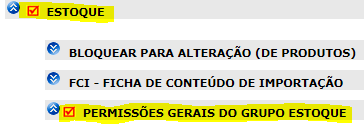 ESTOQUE
BLOQUEAR PARA ALTERAÇÃO (DE PRODUTOS)
FCI - FICHA DE CONTEÚDO DE IMPORTAÇÃO
PERMISSÕES GERAIS DO GRUPO ESTOQUE